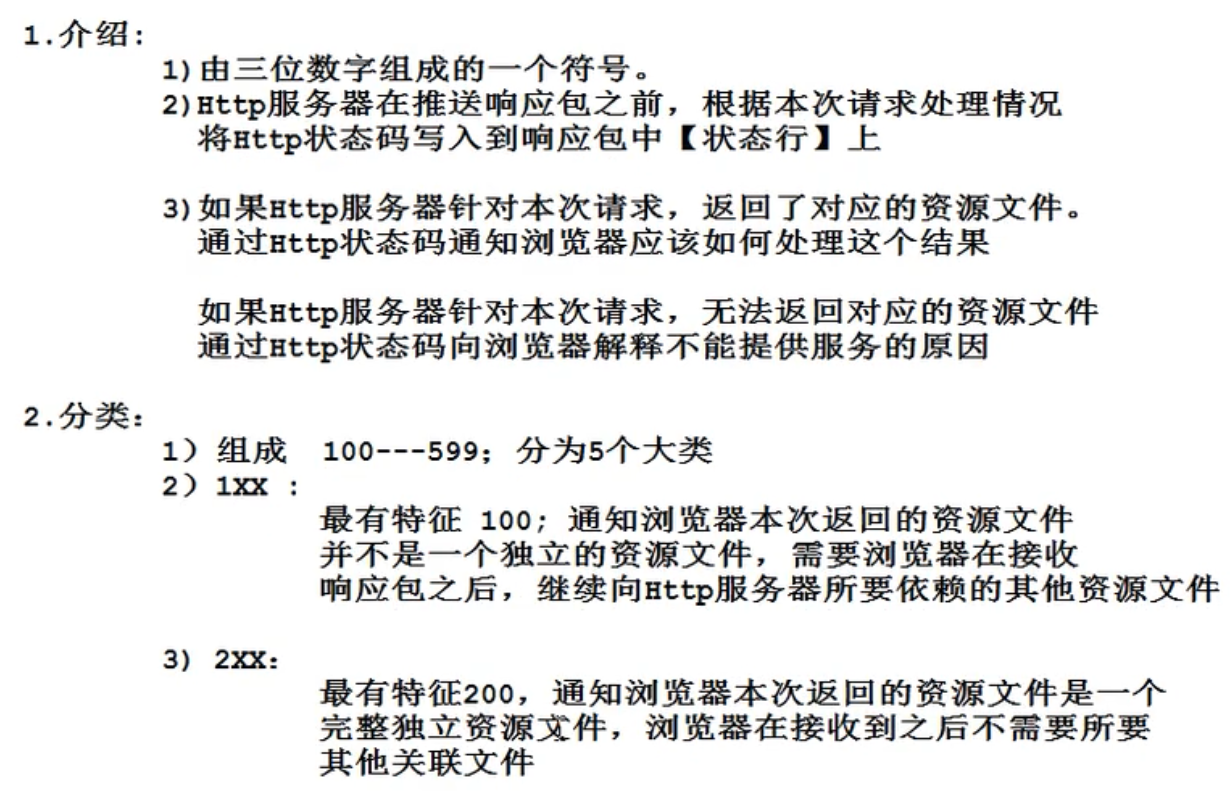 1.介绍:
1)由三位数字组成的一个符号。
2)Http服务器在推送响应包之前，根据本次请求处理情况
将Http状态码写入到响应包中【状态行】上
3)如果Http服务器针对本次请求，返回了对应的资源文件。
通过Http状态码通知浏览器应该如何处理这个结果
如果Http服务器针对本次请求，无法返回对应的资源文件
通过Http状态码向浏览器解释不能提供服务的原因
2.分类:
1) 组成 100---599; 分为5个大类
2) 1XX :
最有特征 100; 通知浏览器本次返回的资源文件
并不是一个独立的资源文件，需要浏览器在接收
响应包之后，继续向Http服务器所要依赖的其他资源文件
3) 2XX:
最有特征200，通知浏览器本次返回的资源文件是一个
完整独立资源文件，浏览器在接收到之后不需要所要
其他关联文件